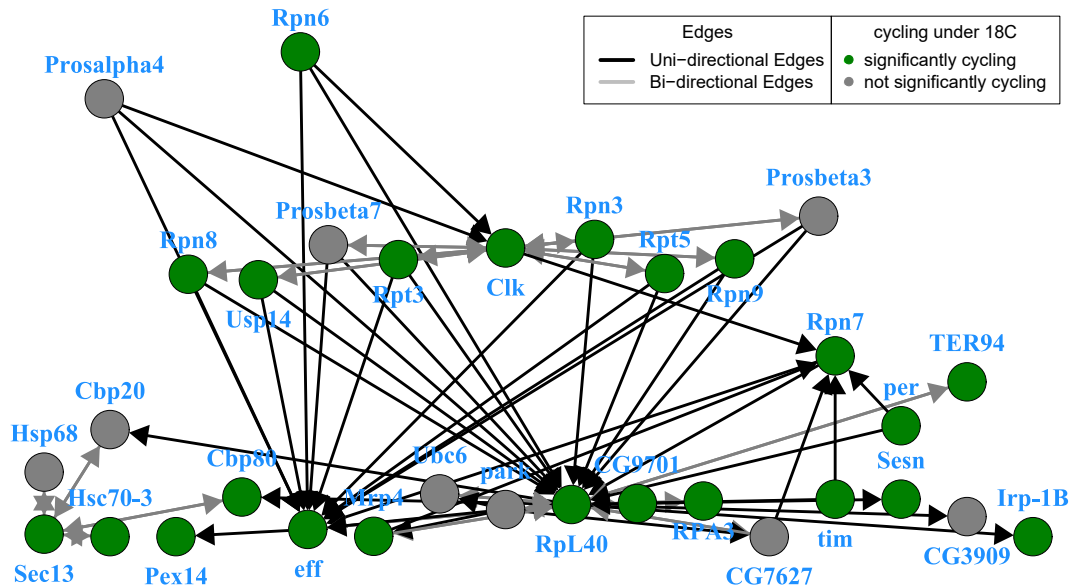 Rpn6
Edges
cycling under 18C
Uni−directional Edges
significantly cycling
Bi−directional Edges
not significantly cycling
Prosalpha4
Prosbeta3
Rpn3
Prosbeta7
Rpn8
Rpt5
Clk
Rpt3
Rpn9
Usp14
Rpn7
TER94
per
Cbp20
Hsp68
Sesn
Cbp80
Ubc6
CG9701
park
Hsc70-3
Mrp4
Irp-1B
RPA3
tim
RpL40
CG3909
eff
Sec13
Pex14
CG7627